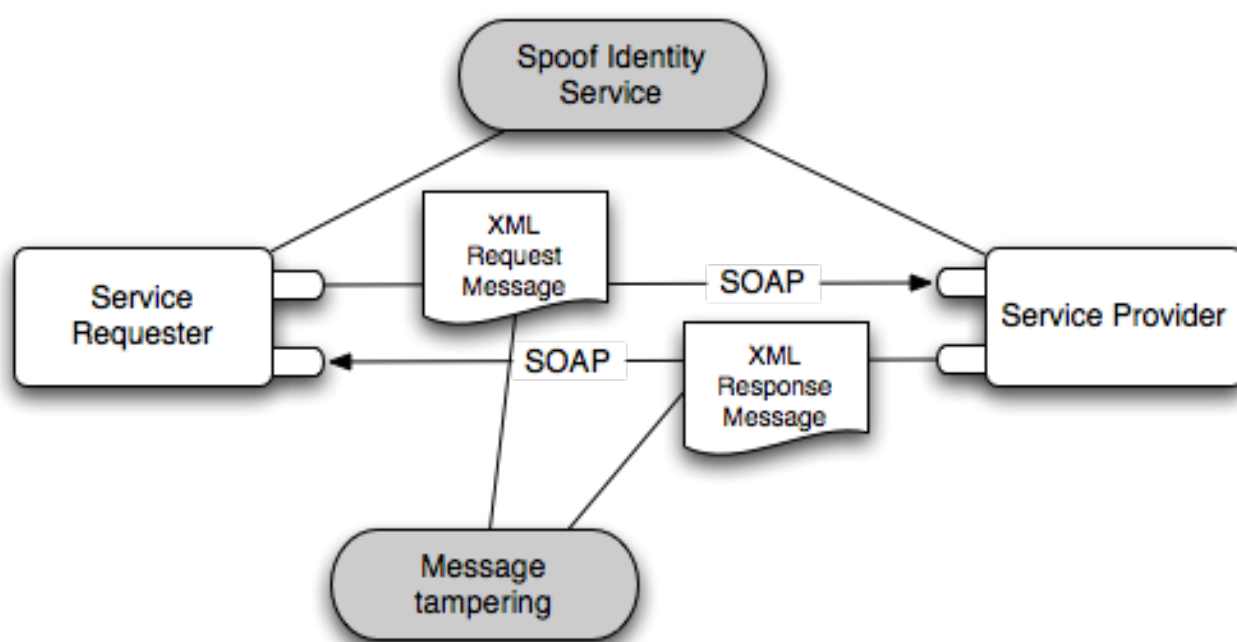 Spoof Identity
Service
XML
Request
Message
SOAP
Service
Requester
Service Provider
SOAP
XML
Response
Message
Message
tampering